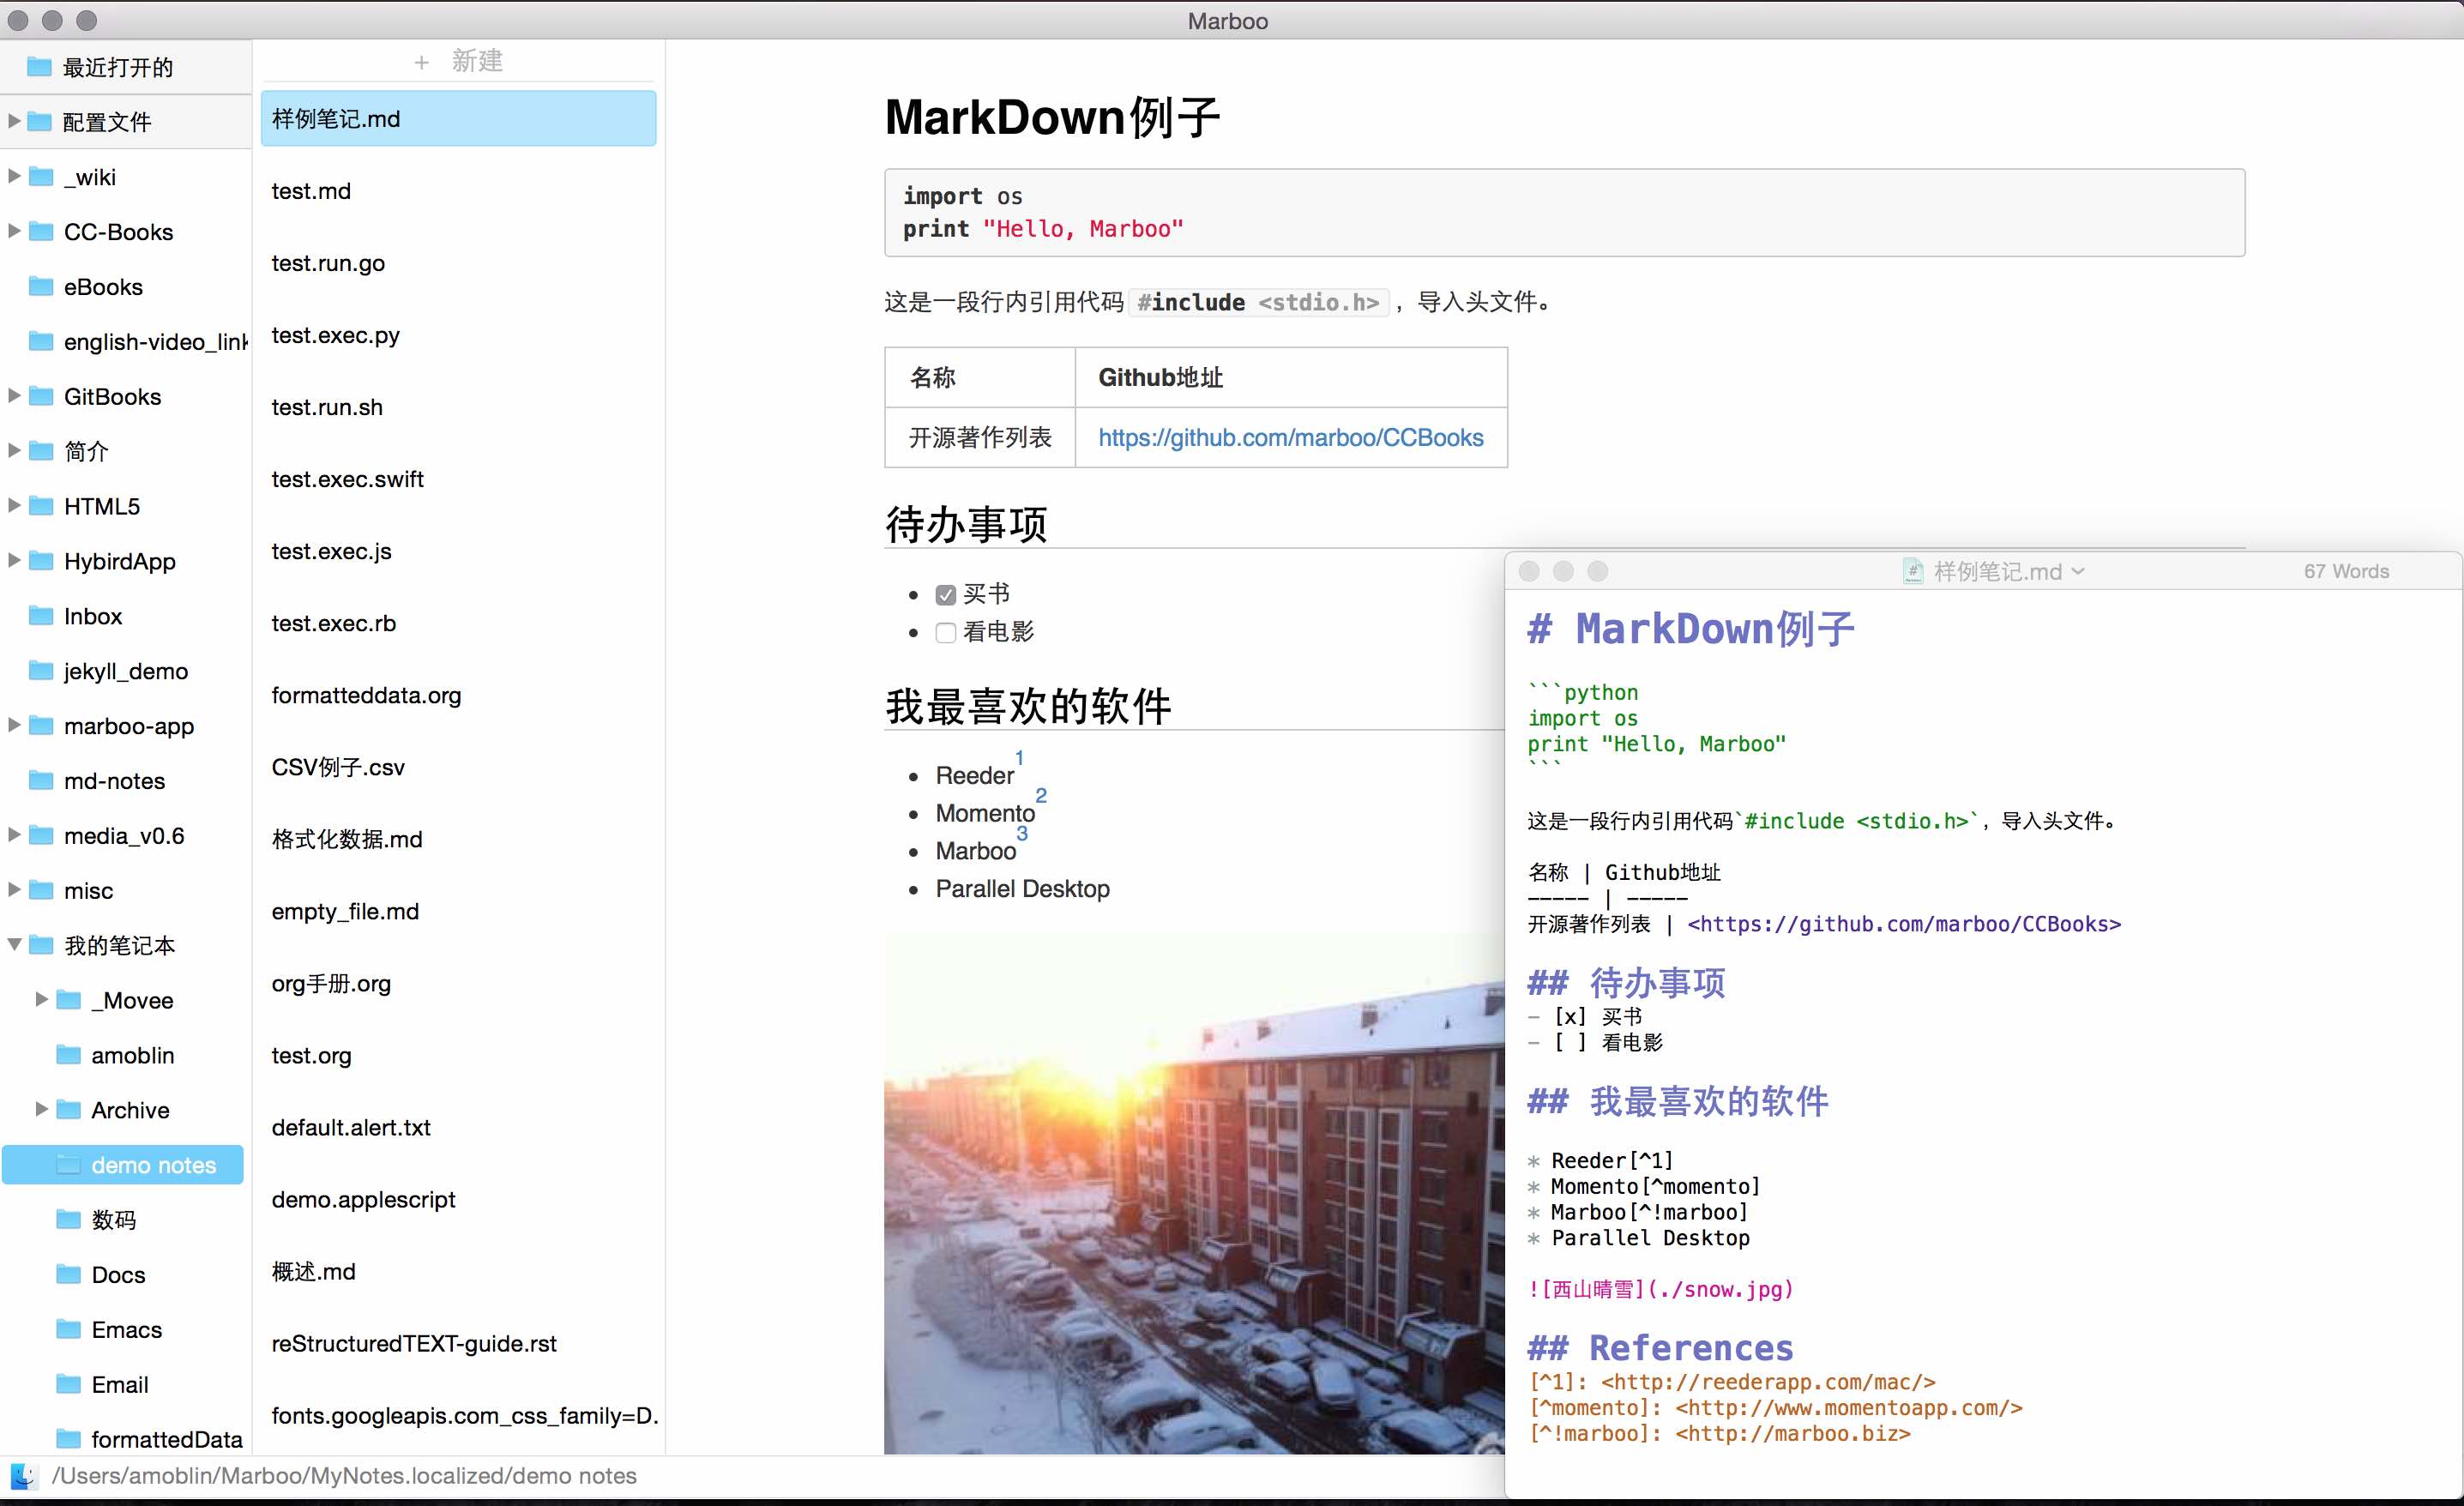 Marboo
最近打开的
配置文件
_wiki
CC-Books
eBooks
english-video_link
GitBooks
简介
HTML5
HybirdApp
Inbox
jekyll_demo
marboo-app
md-notes
media_v0.6
misc
我的笔记本
_Movee
amoblin
Archive
demo notes
数码
Docs
Emacs
Email
formattedData
+ 新建
样例笔记.md
test.md
test.run.go
test.exec.py
test.run.sh
test.exec.swift
test.exec.js
test.exec.rb
formatteddata.org
CSV例子.csv
格式化数据.md
empty_file.md
org手册.org
test.org
default.alert.txt
demo.applescript
概述.md
reStructuredTEXT-guide.rst
fonts.googleapis.com_css_family=D.
MarkDown例子
import os
print "Hello, Marboo"
这是一段行内引用代码 #include <stdio.h> ，导入头文件。
名称 Github地址
开源著作列表 https://github.com/marboo/CCBooks
待办事项
买书
看电影
我最喜欢的软件
Reeder1
Momento2
Marboo3
Parallel Desktop
样例笔记.md 67 Words
# MarkDown例子
```python
import os
print "Hello, Marboo"
```
这是一段行内引用代码`#include <stdio.h>`，导入头文件。
名称 | Github地址
----- | -----
开源著作列表 | <https://github.com/marboo/CCBooks>
## 待办事项
- [x] 买书
- [ ] 看电影
## 我最喜欢的软件
* Reeder[^1]
* Momento[^momento]
* Marboo[^!marboo]
* Parallel Desktop
![西山晴雪](./snow.jpg)
## References
[^1]: <http://reederapp.com/mac/>
[^momento]: <http://www.momentoapp.com/>
[^!marboo]: <http://marboo.biz>
/Users/amoblin/Marboo/MyNotes.localized/demo notes